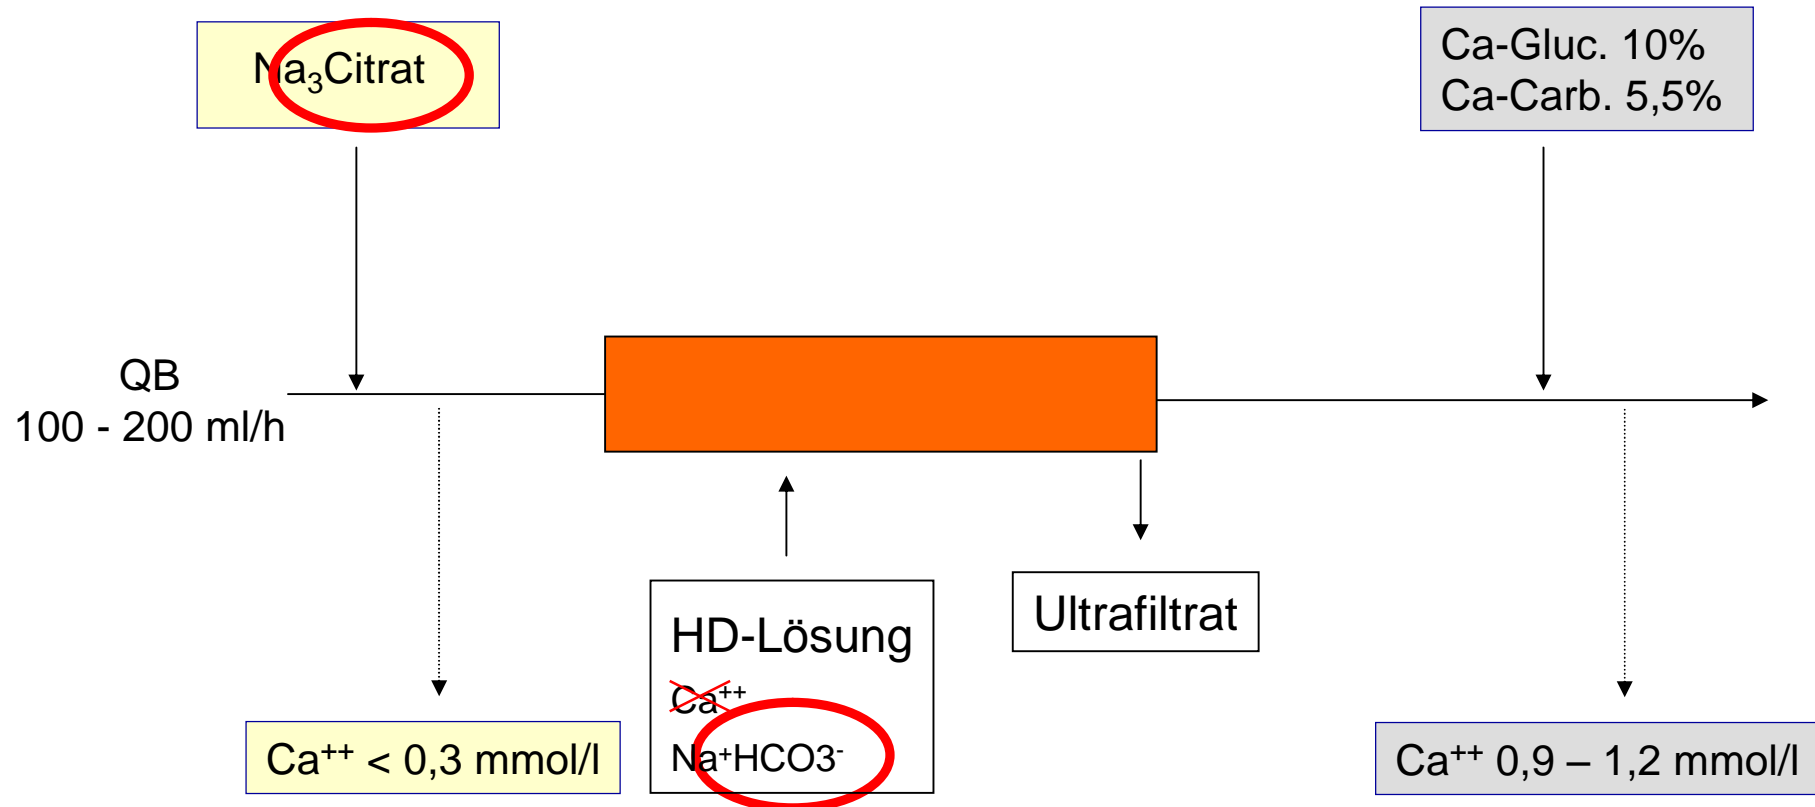 Na₃Citrat
Ca-Gluc. 10%
Ca-Carb. 5,5%
QB
100 - 200 ml/h
HD-Lösung
Ca⁺⁺
Na⁺HCO3⁻
Ultrafiltrat
Ca⁺⁺ < 0,3 mmol/l
Ca⁺⁺ 0,9 – 1,2 mmol/l